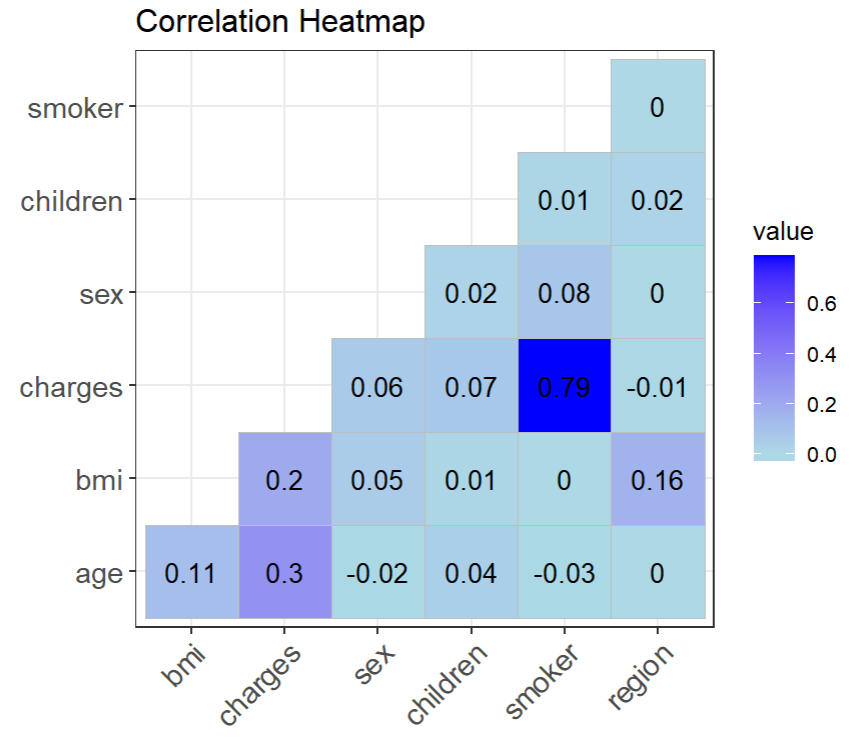 Correlation Heatmap
smoker 0
children 0.01 0.02
sex 0.02 0.08 0
charges 0.06 0.07 0.79 -0.01
bmi 0.2 0.05 0.01 0 0.16
age 0.11 0.3 -0.02 0.04 -0.03 0
bmi charges sex children smoker region
value
0.6
0.4
0.2
0.0